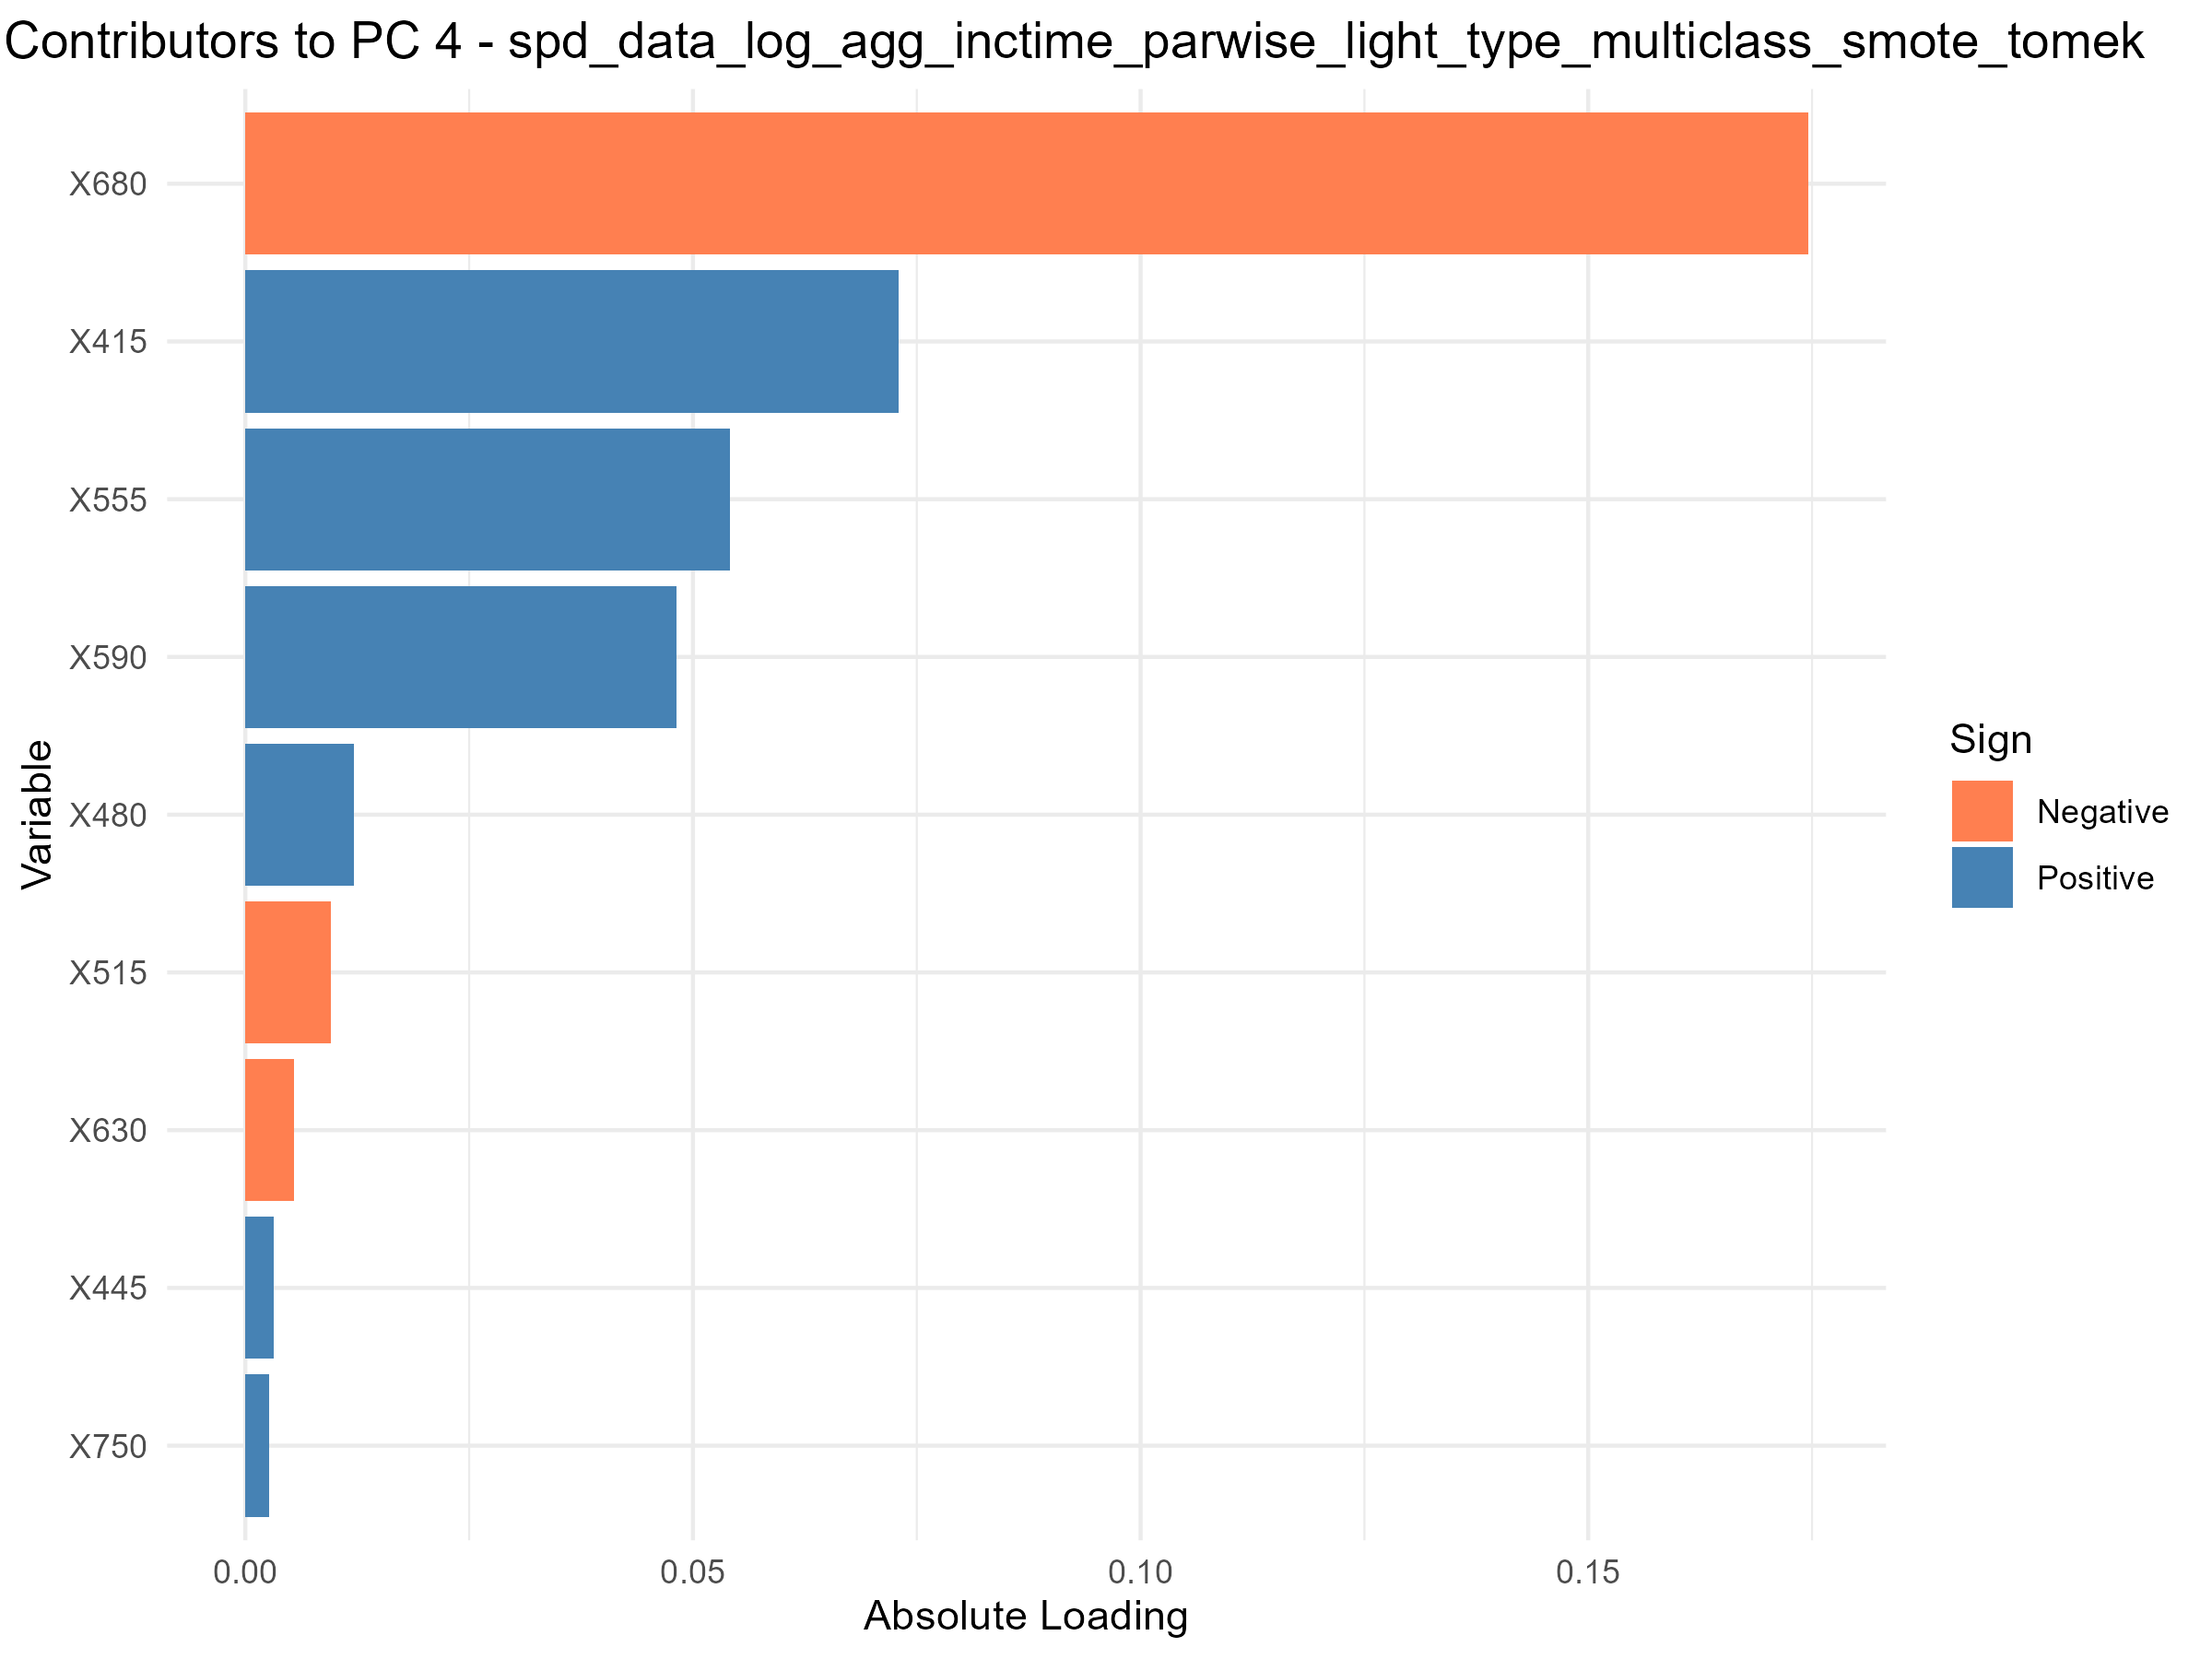 Contributors to PC 4 - spd_data_log_agg_inctime_parwise_light_type_multiclass_smote_tomek
X680
X415
X555
X590
X480
X515
X630
X445
X750
Variable
0.00 0.05 0.10 0.15
Absolute Loading
Sign
Negative
Positive